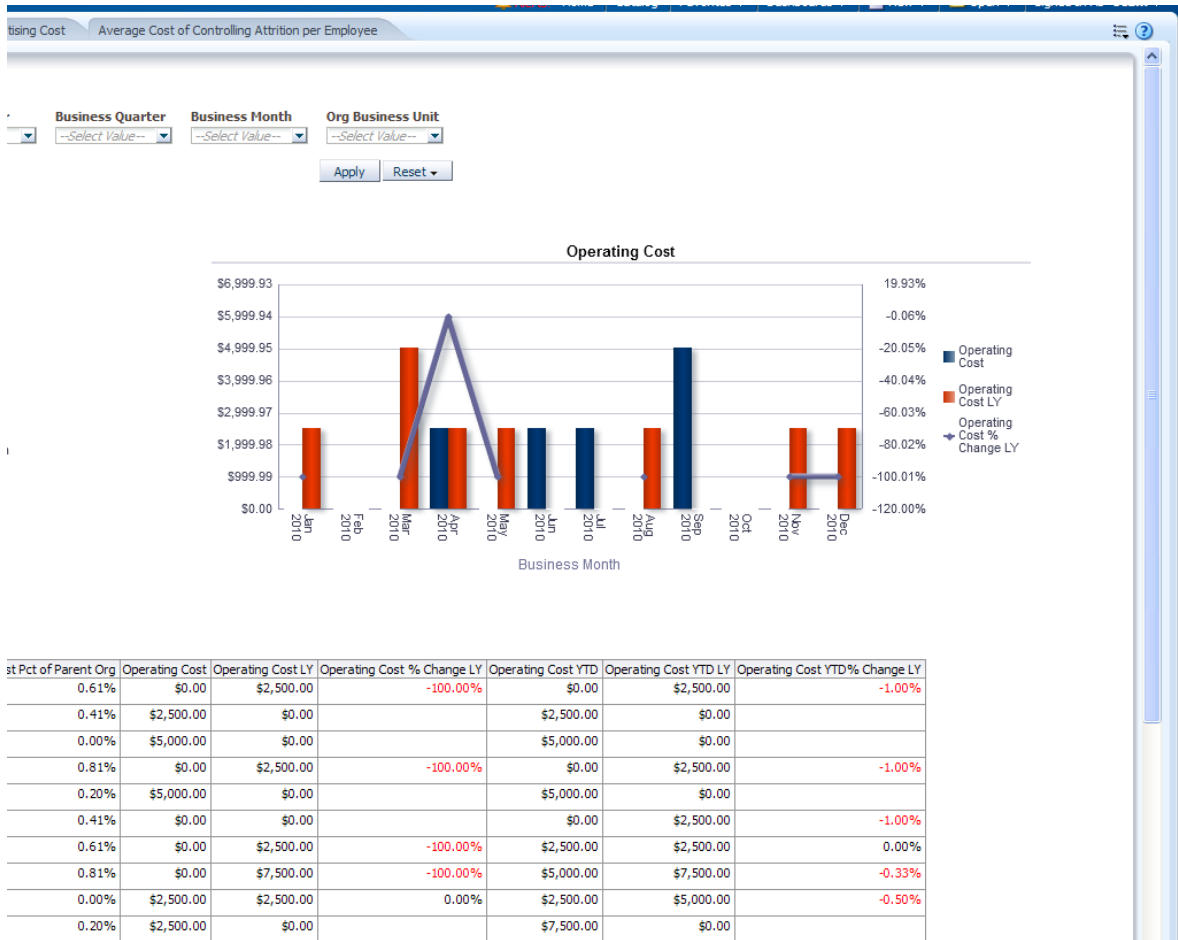 tising Cost Average Cost of Controlling Attrition per Employee
Business Quarter Business Month Org Business Unit
--Select Value-- --Select Value-- --Select Value--
Apply Reset
Operating Cost
$6,999.93 19.93%
$5,999.94 -0.06%
$4,999.95 -20.05%
$3,999.96 -40.04%
$2,999.97 -60.03%
$1,999.98 -80.02%
$999.99 -100.01%
$0.00 -120.00%
Operating
Cost
Operating
Cost LY
Operating
Cost %
Change LY
Jan 2010 Feb 2010 Mar 2010 Apr 2010 May 2010 Jun 2010 Jul 2010 Aug 2010 Sep 2010 Oct 2010 Nov 2010 Dec 2010
Business Month
st Pct of Parent Org Operating Cost Operating Cost LY Operating Cost % Change LY Operating Cost YTD Operating Cost YTD LY Operating Cost YTD% Change LY
0.61% $0.00 $2,500.00 -100.00% $0.00 $2,500.00 -1.00%
0.41% $2,500.00 $0.00 $2,500.00 $0.00
0.00% $5,000.00 $0.00 $5,000.00 $0.00
0.81% $0.00 $2,500.00 -100.00% $0.00 $2,500.00 -1.00%
0.20% $5,000.00 $0.00 $5,000.00 $0.00
0.41% $0.00 $0.00 $0.00 $2,500.00 -1.00%
0.61% $0.00 $2,500.00 -100.00% $2,500.00 $2,500.00 0.00%
0.81% $0.00 $7,500.00 -100.00% $5,000.00 $7,500.00 -0.33%
0.00% $2,500.00 $2,500.00 0.00% $2,500.00 $5,000.00 -0.50%
0.20% $2,500.00 $0.00 $7,500.00 $0.00